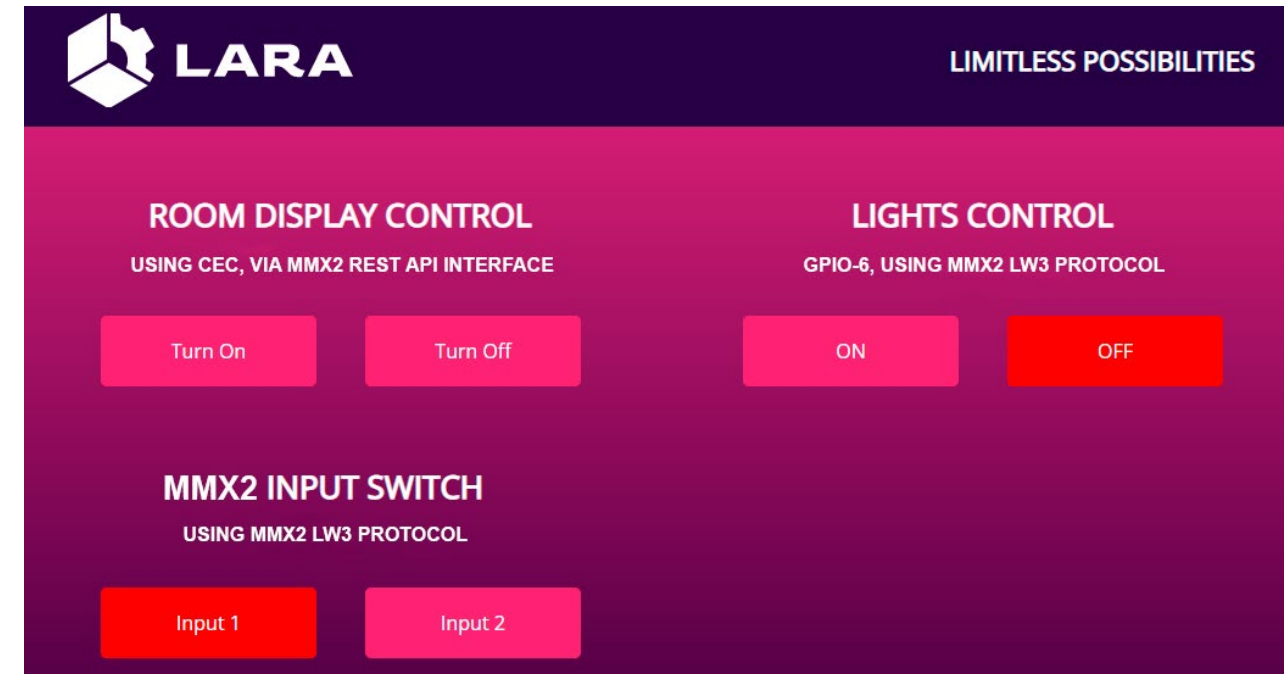 LARA
LIMITLESS POSSIBILITIES
ROOM DISPLAY CONTROL
USING CEC, VIA MMX2 REST API INTERFACE
Turn On
Turn Off
LIGHTS CONTROL
GPIO-6, USING MMX2 LW3 PROTOCOL
ON
OFF
MMX2 INPUT SWITCH
USING MMX2 LW3 PROTOCOL
Input 1
Input 2